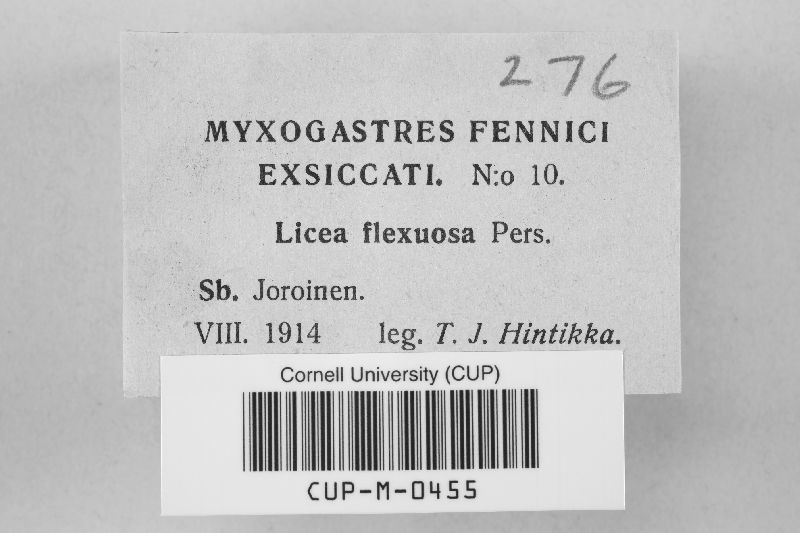 276
MYXOGASTRES FENNICI
EXSICCATI. N:o 10.
Licea flexuosa Pers.
Sb. Joroinen.
VIII. 1914 leg. T. J. Hintikka.
Cornell University (CUP)
CUP-M-0455